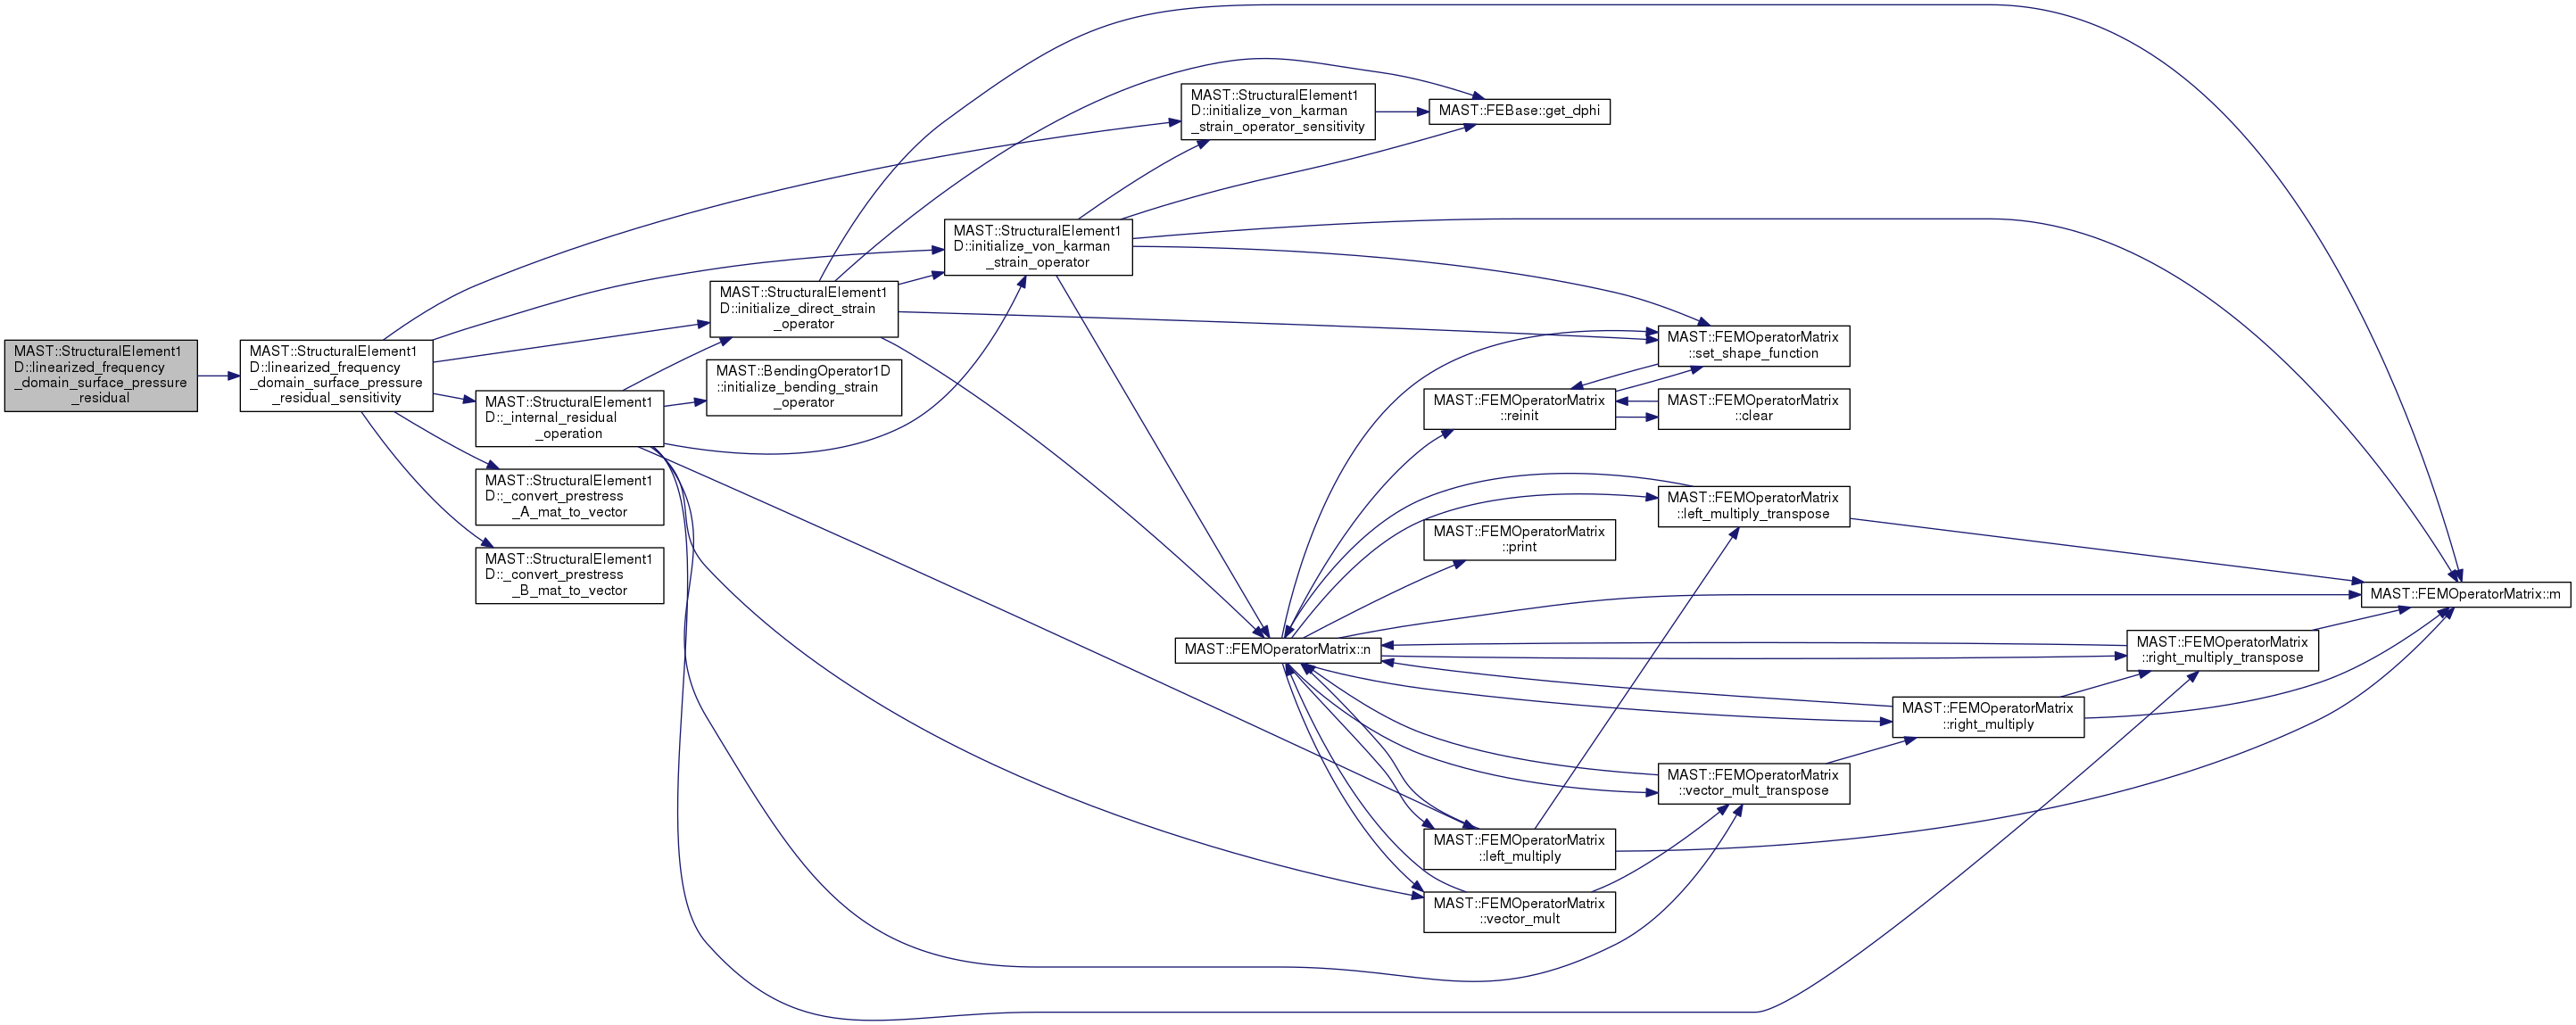 MAST::StructuralElement1
D::linearized_frequency
_domain_surface_pressure
_residual
MAST::StructuralElement1
D::linearized_frequency
_domain_surface_pressure
_residual_sensitivity
MAST::StructuralElement1
D::_internal_residual
_operation
MAST::StructuralElement1
D::_convert_prestress
_A_mat_to_vector
MAST::StructuralElement1
D::_convert_prestress
_B_mat_to_vector
MAST::StructuralElement1
D::initialize_direct_strain
_operator
MAST::BendingOperator1D
::initialize_bending_strain
_operator
MAST::StructuralElement1
D::initialize_von_karman
_strain_operator
MAST::StructuralElement1
D::initialize_von_karman
_strain_operator_sensitivity
MAST::FEBase::get_dphi
MAST::FEMOperatorMatrix::n
MAST::FEMOperatorMatrix
::reinit
MAST::FEMOperatorMatrix
::print
MAST::FEMOperatorMatrix
::left_multiply
MAST::FEMOperatorMatrix
::vector_mult
MAST::FEMOperatorMatrix
::set_shape_function
MAST::FEMOperatorMatrix
::clear
MAST::FEMOperatorMatrix
::left_multiply_transpose
MAST::FEMOperatorMatrix
::vector_mult_transpose
MAST::FEMOperatorMatrix
::right_multiply
MAST::FEMOperatorMatrix
::right_multiply_transpose
MAST::FEMOperatorMatrix::m